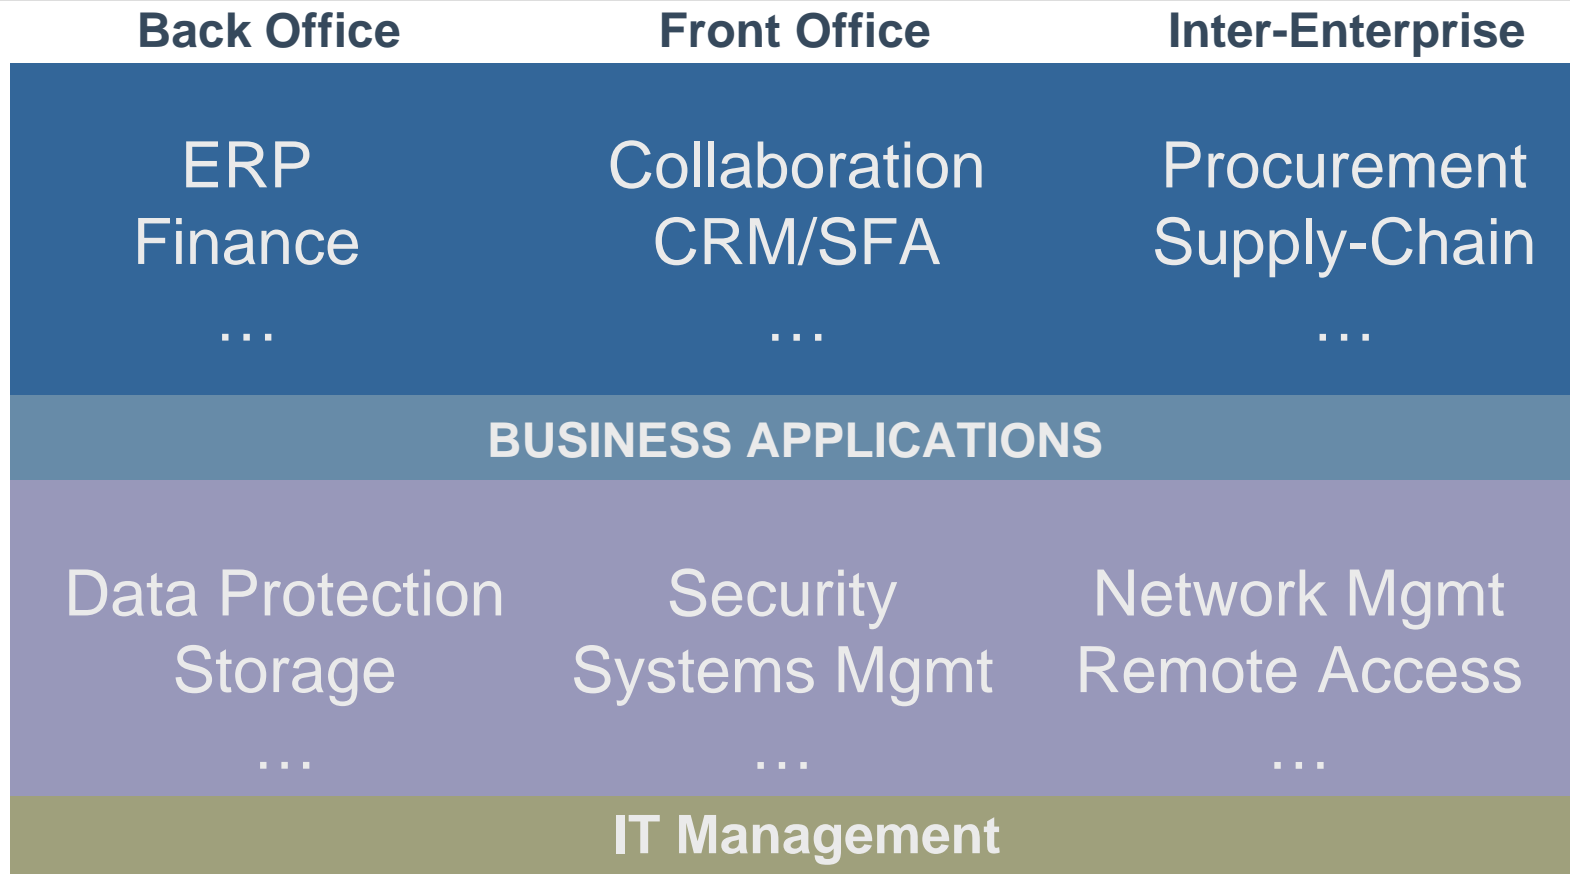 Back Office Front Office Inter-Enterprise
ERP Collaboration Procurement
Finance CRM/SFA Supply-Chain
… … …
BUSINESS APPLICATIONS
Data Protection Security Network Mgmt
Storage Systems Mgmt Remote Access
… … …
IT Management